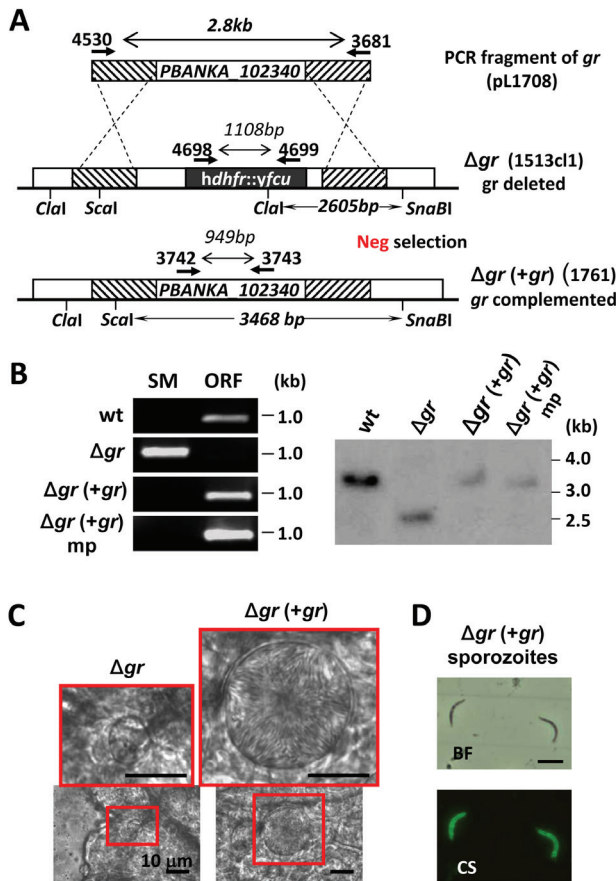 A
2.8kb
4530
3681
PBANKA_102340
PCR fragment of gr
(pL1708)
1108bp
4698
4699
hdhfr::yfcu
Δgr (1513cl1)
gr deleted
ClaI
ScaI
ClaI
2605bp
SnaBI
Neg selection
949bp
3742
3743
PBANKA_102340
Δgr (+gr) (1761)
gr complemented
ClaI
ScaI
3468 bp
SnaBI
B
SM
ORF
(kb)
wt
1.0
Δgr
1.0
Δgr (+gr)
1.0
Δgr (+gr)
mp
1.0
wt
Δgr
Δgr (+gr)
Δgr (+gr)
mp
(kb)
4.0
3.0
2.5
C
Δgr
Δgr (+gr)
10 μm
D
Δgr (+gr)
sporozoites
BF
CS